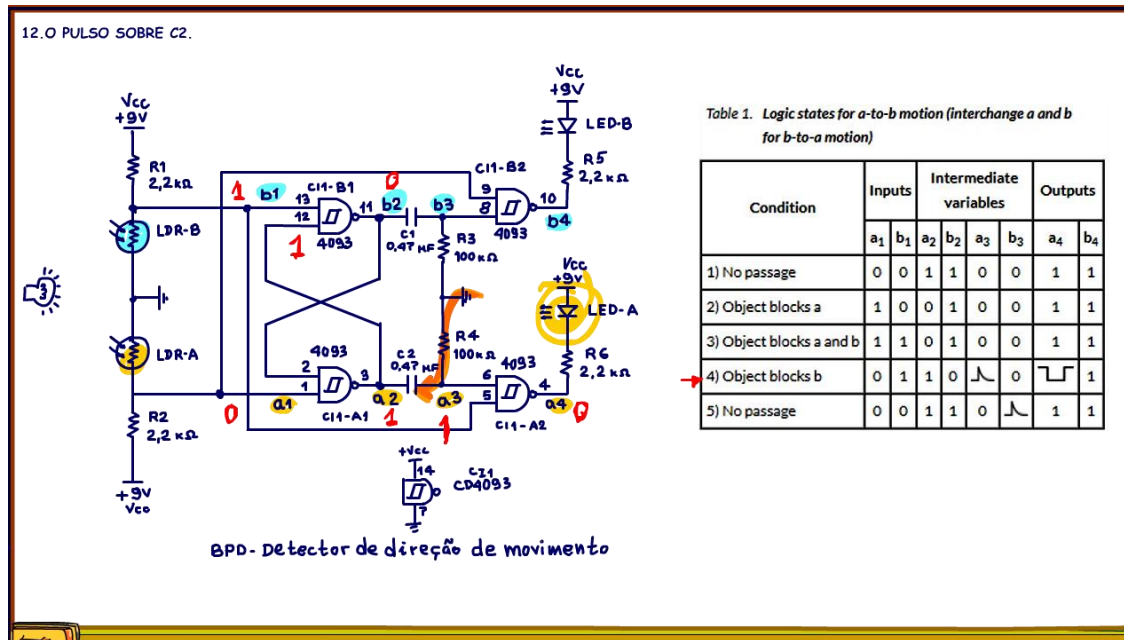 12.O PULSO SOBRE C2.
Vcc
+9V
R1
2,2kΩ
LDR-B
LDR-A
R2
2,2kΩ
+9V
Vcc
3
1
b1
13
12
1
CI1-B1
11
4093
0
b2
C1
0,47 µF
b3
R3
100kΩ
CI1-B2
9
8
10
4093
b4
Vcc
+9V
LED-B
R5
2,2kΩ
Vcc
+9V
LED-A
R6
2,2kΩ
R4
100kΩ
4093
2
1
3
CI1-A1
0
a1
a2
1
C2
0,47 µF
a3
1
4093
6
5
4
CI1-A2
a4
0
+Vcc
14
7
CI1
CD4093
BPD- Detector de direção de movimento
Table 1. Logic states for a-to-b motion (interchange a and b
for b-to-a motion)
Condition Inputs Intermediate variables Outputs
a1 b1 a2 b2 a3 b3 a4 b4
1) No passage 0 0 1 1 0 0 1 1
2) Object blocks a 1 0 0 1 0 0 1 1
3) Object blocks a and b 1 1 0 1 0 0 1 1
4) Object blocks b 0 1 1 0 0 1
5) No passage 0 0 1 1 0 1 1